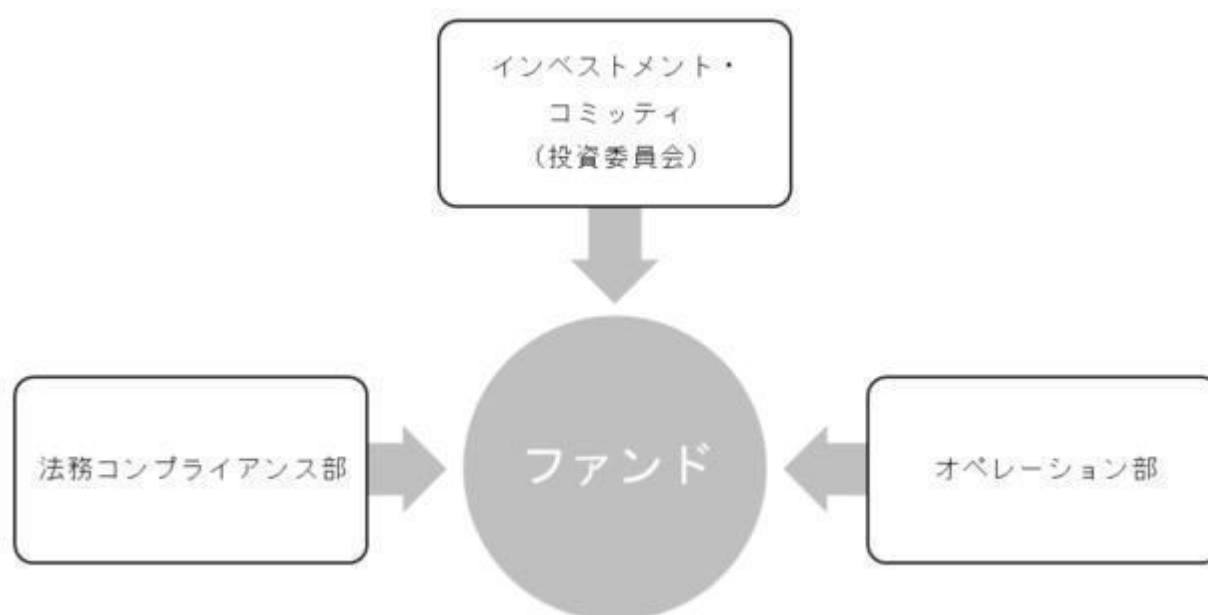 インベストメント・
コミッティ
（投資委員会）
法務コンプライアンス部
ファンド
オペレーション部